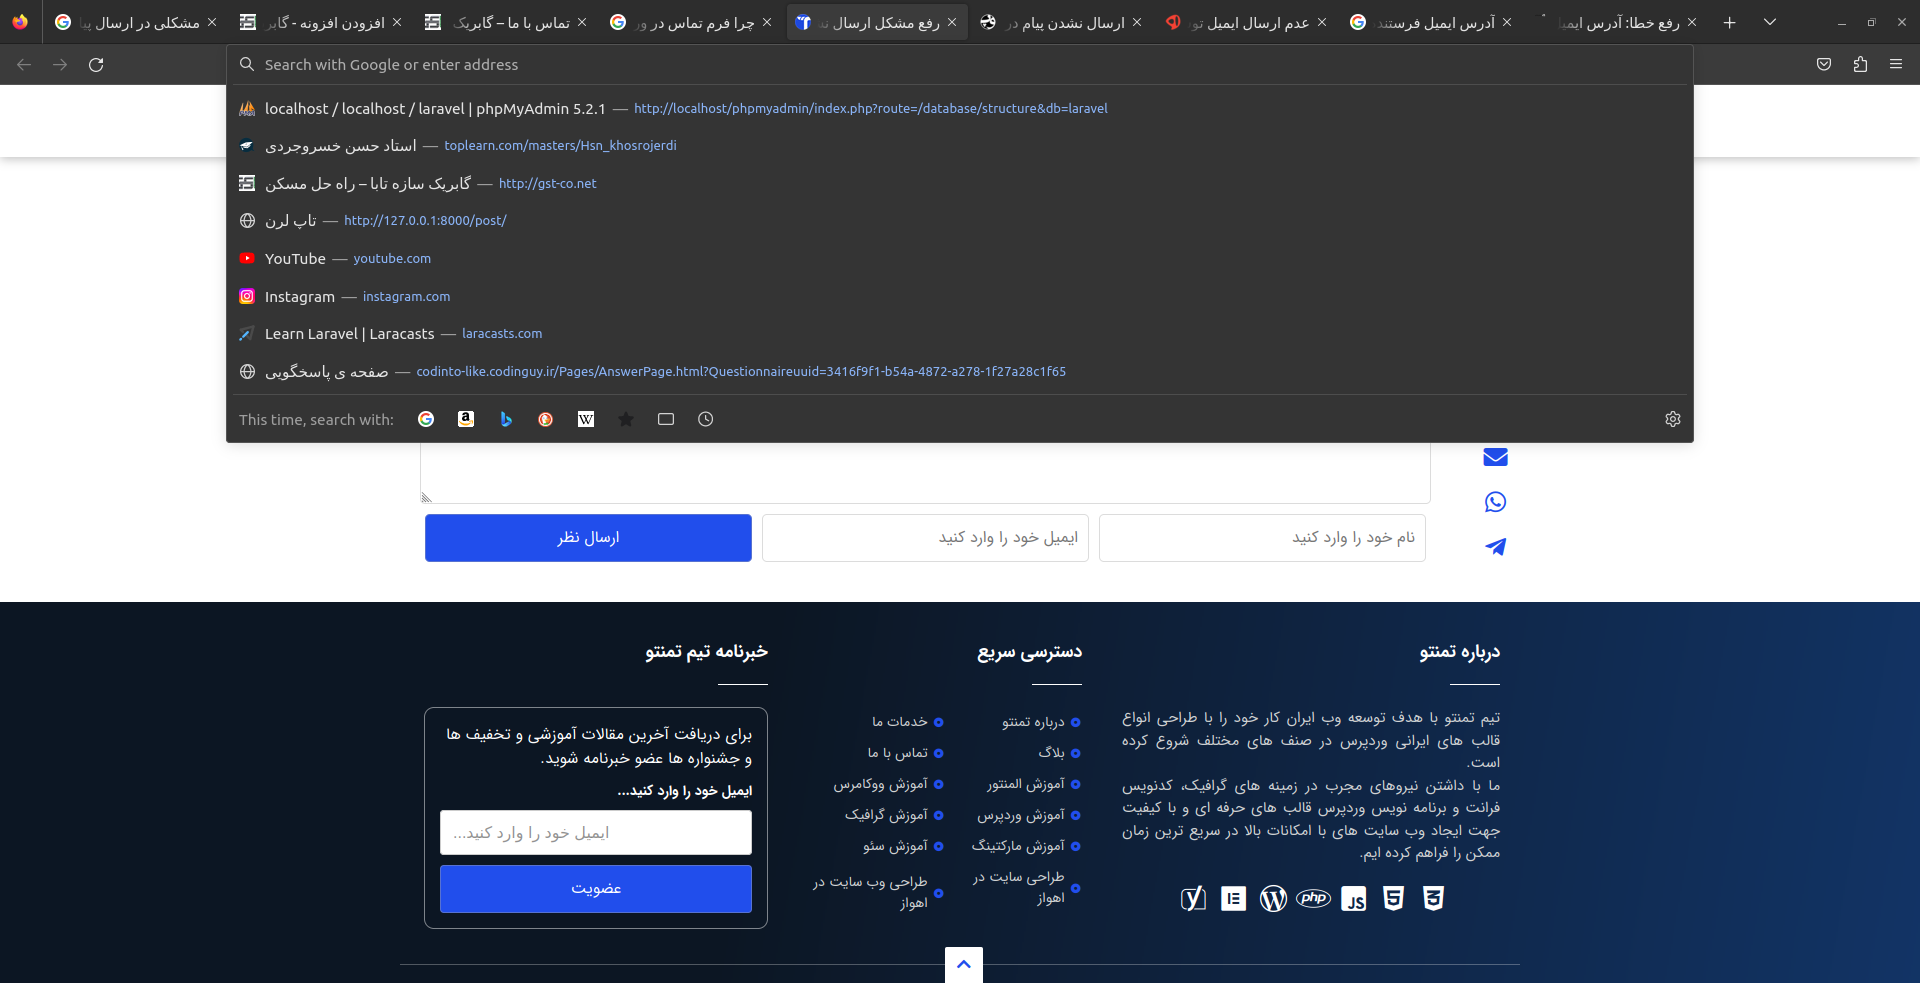 مشکلی در ارسال پیا
افزودن افزونه - گابر
تماس با ما – گابریک
چرا فرم تماس در ور
رفع مشکل ارسال نش
ارسال نشدن پیام در
عدم ارسال ایمیل تو
آدرس ایمیل فرستنده
رفع خطا: آدرس ایمیل
Search with Google or enter address
localhost / localhost / laravel | phpMyAdmin 5.2.1 — http://localhost/phpmyadmin/index.php?route=/database/structure&db=laravel
استاد حسن خسروجردی — toplearn.com/masters/Hsn_khosrojerdi
گابریک سازه تابا – راه حل مسکن — http://gst-co.net
تاپ لرن — http://127.0.0.1:8000/post/
YouTube — youtube.com
Instagram — instagram.com
Learn Laravel | Laracasts — laracasts.com
صفحه ی پاسخگویی — codinto-like.codinguy.ir/Pages/AnswerPage.html?Questionnaireuuid=3416f9f1-b54a-4872-a278-1f27a28c1f65
This time, search with:
نام خود را وارد کنید
ایمیل خود را وارد کنید
ارسال نظر
درباره تمنتو
تیم تمنتو با هدف توسعه وب ایران کار خود را با طراحی انواع
قالب های ایرانی وردپرس در صنف های مختلف شروع کرده
است.
ما با داشتن نیروهای مجرب در زمینه های گرافیک، کدنویس
فرانت و برنامه نویس وردپرس قالب های حرفه ای و با کیفیت
جهت ایجاد وب سایت های با امکانات بالا در سریع ترین زمان
ممکن را فراهم کرده ایم.
php
JS
دسترسی سریع
درباره تمنتو
بلاگ
آموزش المنتور
آموزش وردپرس
آموزش مارکتینگ
طراحی سایت در
اهواز
خدمات ما
تماس با ما
آموزش ووکامرس
آموزش گرافیک
آموزش سئو
طراحی وب سایت در
اهواز
خبرنامه تیم تمنتو
برای دریافت آخرین مقالات آموزشی و تخفیف ها
و جشنواره ها عضو خبرنامه شوید.
ایمیل خود را وارد کنید...
ایمیل خود را وارد کنید...
عضویت